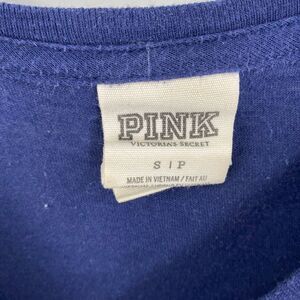 PINK
VICTORIA'S SECRET
S | P
MADE IN VIETNAM / FAIT AU